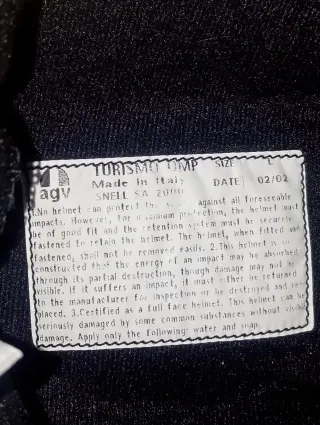 TURISMO GMP SIZE L
agv Made in Italy DATE 02/02
SNELL SA 2000
1.No helmet can protect the against all foreseeable
impacts. However, for maximum protection, the helmet must
be of good fit and the retention system must be securely
fastened to retain the helmet. The helmet, when fitted and
fastened, shall not be removed easily. 2.This helmet is so
constructed that the energy of an impact may be absorbed
through its partial destruction, though damage may not be
visible. If it suffers an impact, it must either be returned
to the manufacturer for inspection or be destroyed and re-
placed. 3.Certified as a full face helmet. This helmet can be
seriously damaged by some common substances without visible
damage. Apply only the following: water and soap.